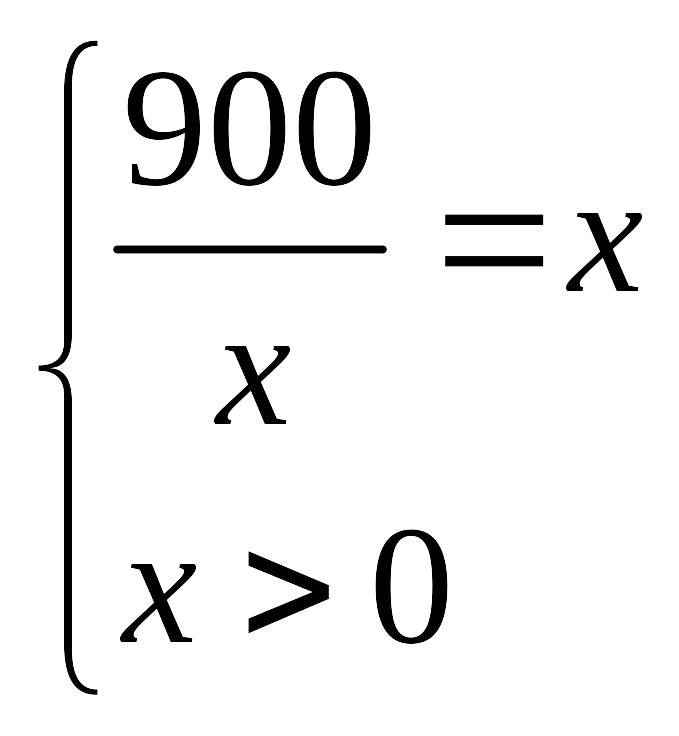 900
— = x
x
x > 0